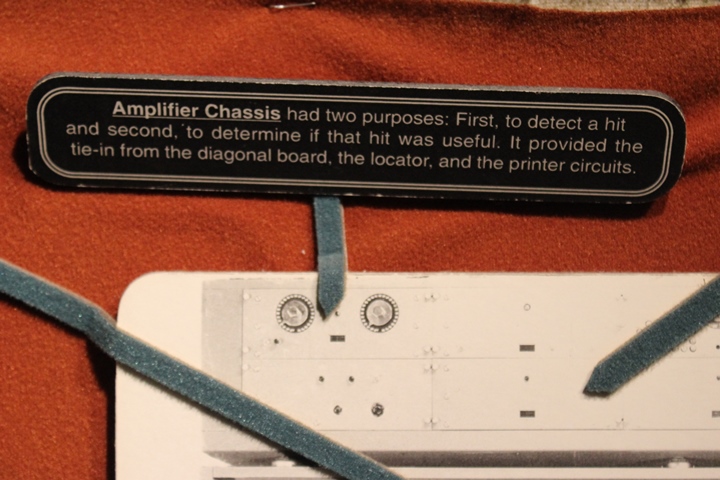 Amplifier Chassis had two purposes: First, to detect a hit
and second, to determine if that hit was useful. It provided the
tie-in from the diagonal board, the locator, and the printer circuits.